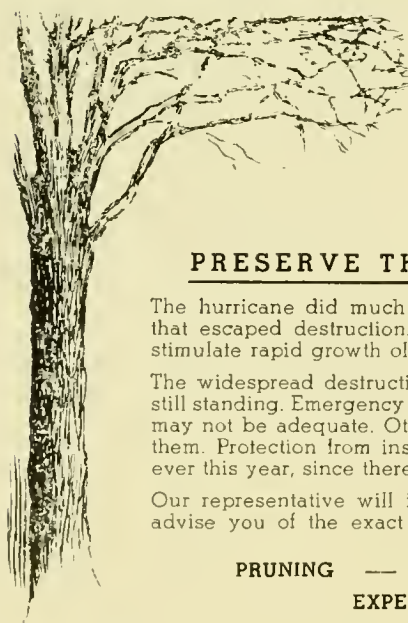 PRESERVE TH
The hurricane did much
that escaped destruction.
stimulate rapid growth of
The widespread destructi
still standing. Emergency
may not be adequate. Ot
them. Protection from ins
ever this year, since there
Our representative will i
advise you of the exact
PRUNING —
EXPE